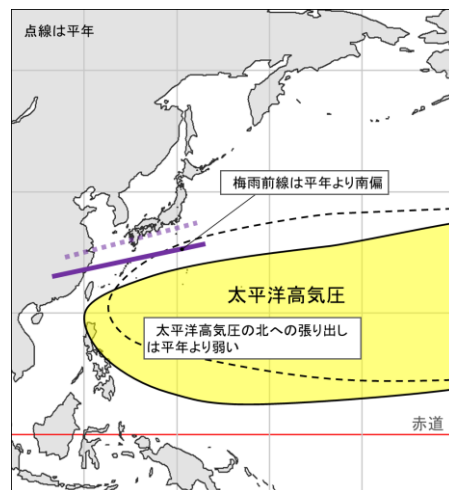 点線は平年
梅雨前線は平年より南偏
太平洋高気圧
太平洋高気圧の北への張り出し
は平年より弱い
赤道